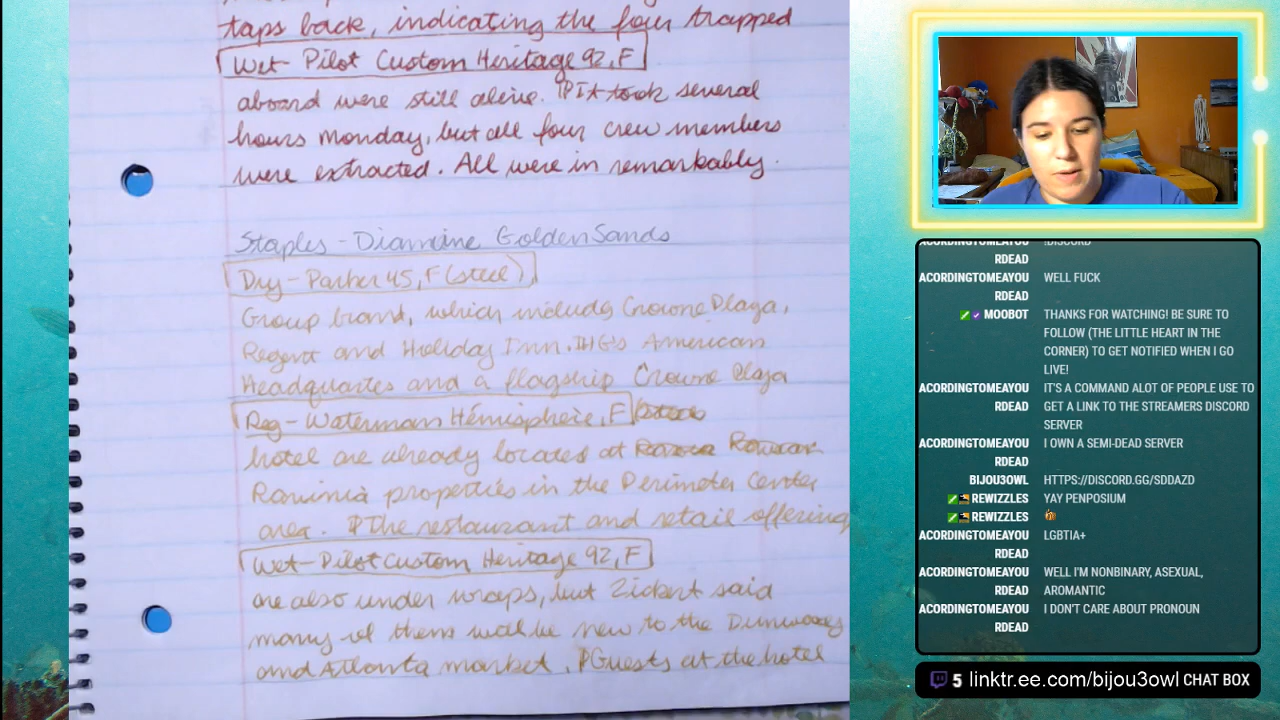 taps back, indicating the four trapped
Wet- Pilot Custom Heritage 92, F
aboard were still alive. ¶It took several
hours Monday, but all four crew members
were extracted. All were in remarkably.
Staples - Diamine Golden Sands
Dry- Parker 45, F (steel)
Group brand, which includes Crowne Plaza,
Regent and Holiday Inn. IHG's American
Headquartes and a flagship Crowne Plaza
Reg- Waterman Hémisphère, F
hotel are already locates at
Ravinia properties in the Perimeter Center
area. ¶The restaurant and retail offerings
Wet- Pilot Custom Heritage 92, F
are also under wraps, but Zidert said
many of them will be new to the Dunwoody
and Atlanta market. ¶Guests at the hotel
ACORDINGTOMEAYOU !DISCORD
RDEAD
ACORDINGTOMEAYOU WELL FUCK
RDEAD
MOOBOT THANKS FOR WATCHING! BE SURE TO
FOLLOW (THE LITTLE HEART IN THE
CORNER) TO GET NOTIFIED WHEN I GO
LIVE!
ACORDINGTOMEAYOU IT'S A COMMAND ALOT OF PEOPLE USE TO
RDEAD GET A LINK TO THE STREAMERS DISCORD
SERVER
ACORDINGTOMEAYOU I OWN A SEMI-DEAD SERVER
RDEAD
BIJOU3OWL HTTPS://DISCORD.GG/SDDAZD
REWIZZLES YAY PENPOSIUM
REWIZZLES
ACORDINGTOMEAYOU LGBTIA+
RDEAD
ACORDINGTOMEAYOU WELL I'M NONBINARY, ASEXUAL,
RDEAD AROMANTIC
ACORDINGTOMEAYOU I DON'T CARE ABOUT PRONOUN
RDEAD
5 linktr.ee.com/bijou3owl CHAT BOX